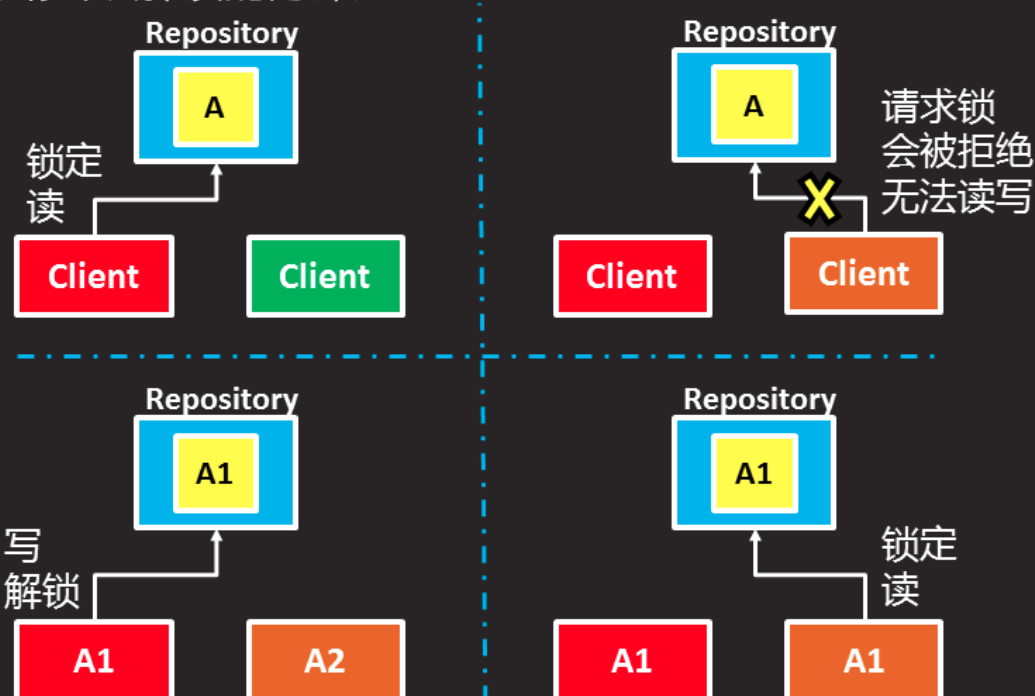 Repository
A
锁定
读
Client
Client
Repository
A
请求锁
会被拒绝
无法读写
X
Client
Client
Repository
A1
写
解锁
A1
A2
Repository
A1
锁定
读
A1
A1